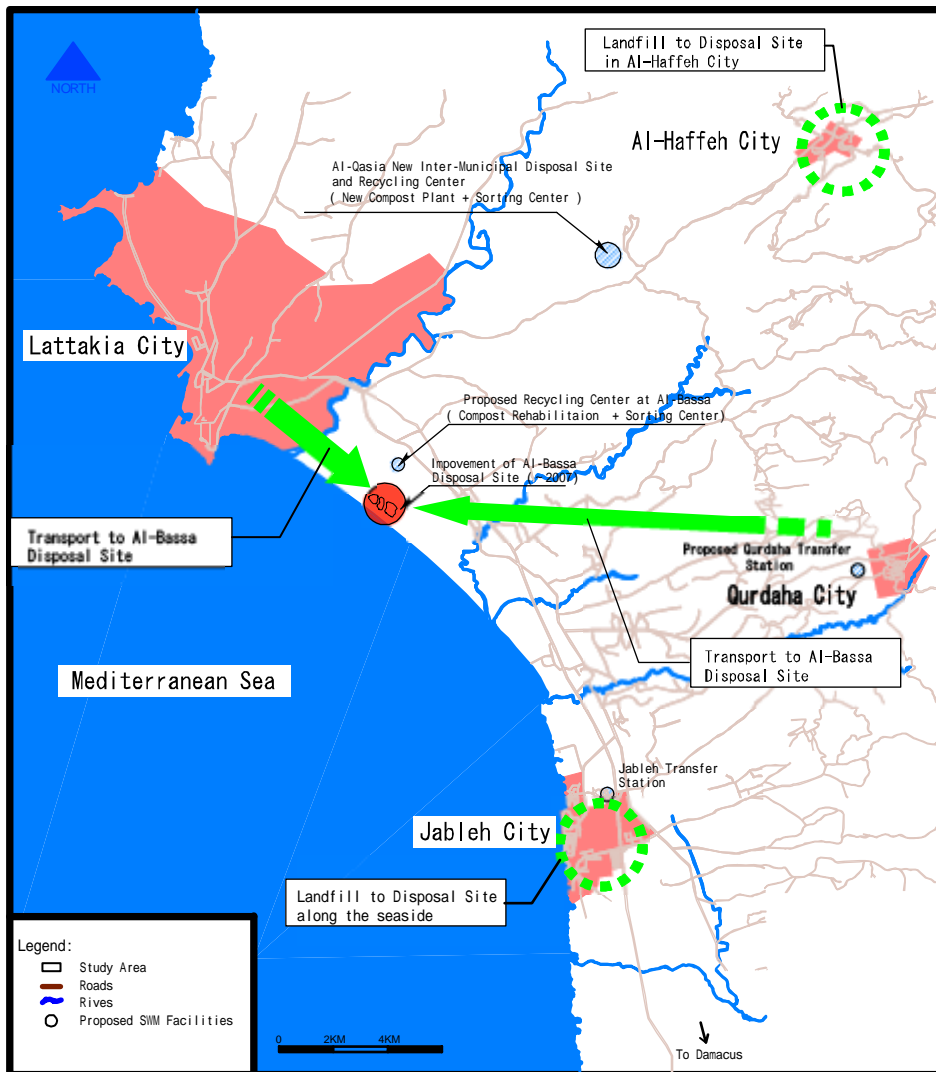 NORTH
Landfill to Disposal Site
in Al-Haffeh City
Al-Haffeh City
Al-Qasia New Inter-Municipal Disposal Site
and Recycling Center
( New Compost Plant + Sorting Center )
Lattakia City
Proposed Recycling Center at Al-Bassa
( Compost Rehabilitaion + Sorting Center)
Impovement of Al-Bassa
Disposal Site ( ~2007)
Transport to Al-Bassa
Disposal Site
Proposed Qurdaha Transfer
Station
Qurdaha City
Transport to Al-Bassa
Disposal Site
Mediterranean Sea
Jableh Transfer
Station
Jableh City
Landfill to Disposal Site
along the seaside
Legend:
Study Area
Roads
Rives
Proposed SWM Facilities
0 2KM 4KM
To Damacus